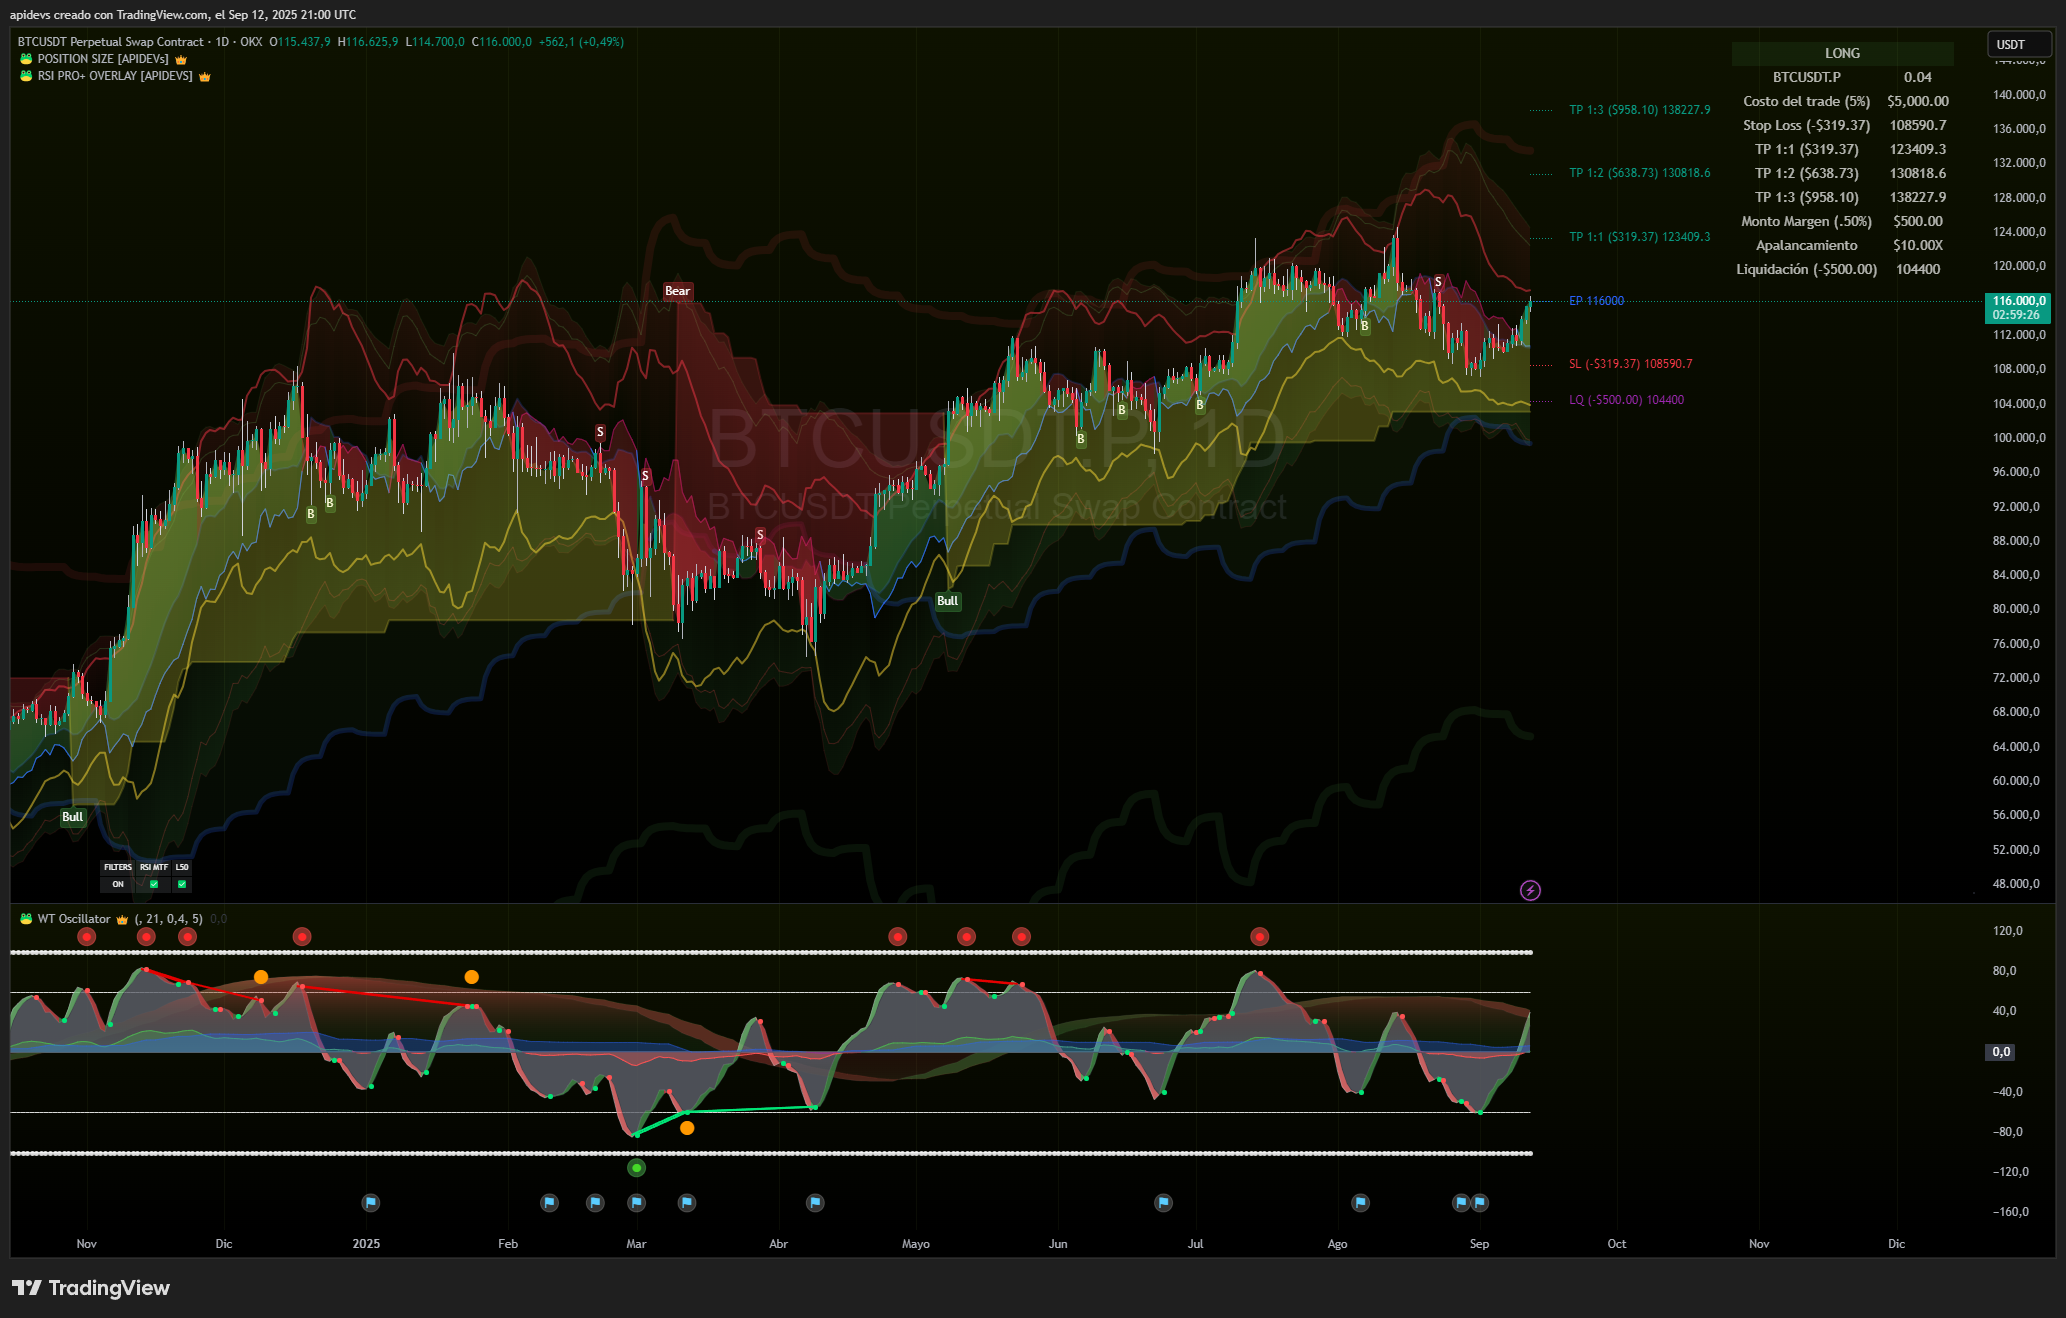 apidevs creado con TradingView.com, el Sep 12, 2025 21:00 UTC
BTCUSDT Perpetual Swap Contract · 1D · OKX O115.437,9 H116.625,9 L114.700,0 C116.000,0 +562,1 (+0,49%)
POSITION SIZE [APIDEVs]
RSI PRO+ OVERLAY [APIDEVS]
USDT
LONG
BTCUSDT.P 0.04
Costo del trade (5%) $5,000.00
Stop Loss (-$319.37) 108590.7
TP 1:1 ($319.37) 123409.3
TP 1:2 ($638.73) 130818.6
TP 1:3 ($958.10) 138227.9
Monto Margen (.50%) $500.00
Apalancamiento $10.00X
Liquidación (-$500.00) 104400
TP 1:3 ($958.10) 138227.9
TP 1:2 ($638.73) 130818.6
TP 1:1 ($319.37) 123409.3
EP 116000
SL (-$319.37) 108590.7
LQ (-$500.00) 104400
140.000,0
136.000,0
132.000,0
128.000,0
124.000,0
120.000,0
116.000,0
02:59:26
112.000,0
108.000,0
104.000,0
100.000,0
96.000,0
92.000,0
88.000,0
84.000,0
80.000,0
76.000,0
72.000,0
68.000,0
64.000,0
60.000,0
56.000,0
52.000,0
48.000,0
Bear
S
S
S
S
B
B
B
B
B
B
Bull
Bull
BTCUSDT.P, 1D
BTCUSDT Perpetual Swap Contract
FILTERS RSI MTF L50
ON
WT Oscillator (, 21, 0,4, 5) 0,0
120,0
80,0
40,0
0,0
−40,0
−80,0
−120,0
−160,0
Nov Dic 2025 Feb Mar Abr Mayo Jun Jul Ago Sep Oct Nov Dic
TradingView